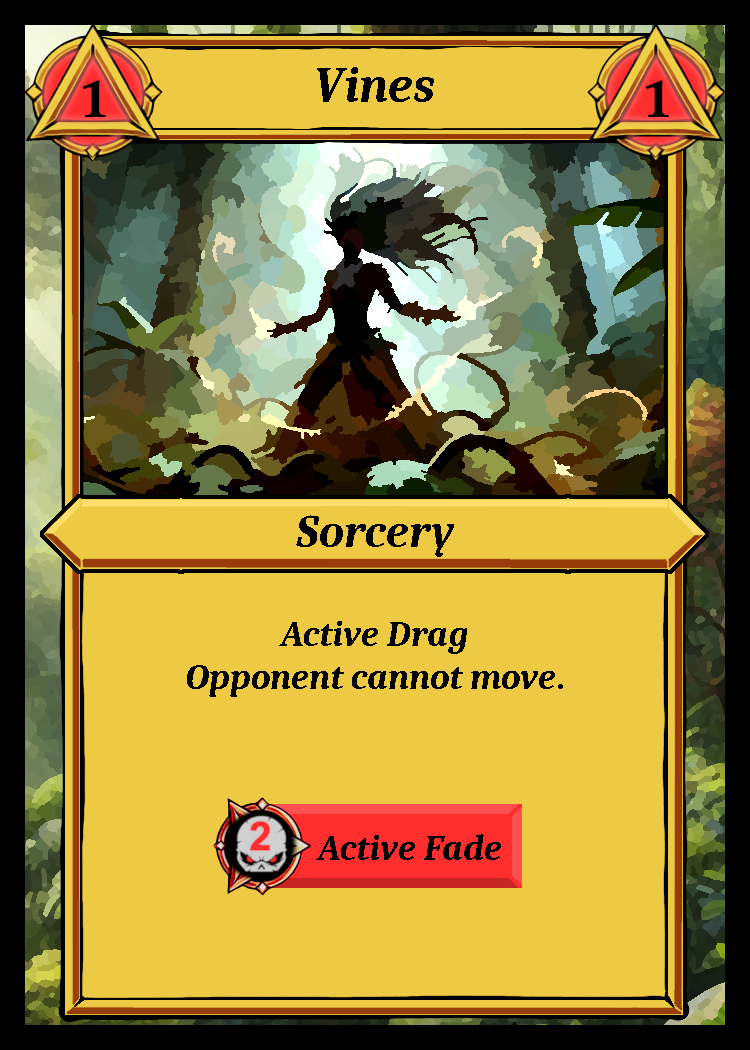 1 Vines 1
Sorcery
Active Drag
Opponent cannot move.
2 Active Fade